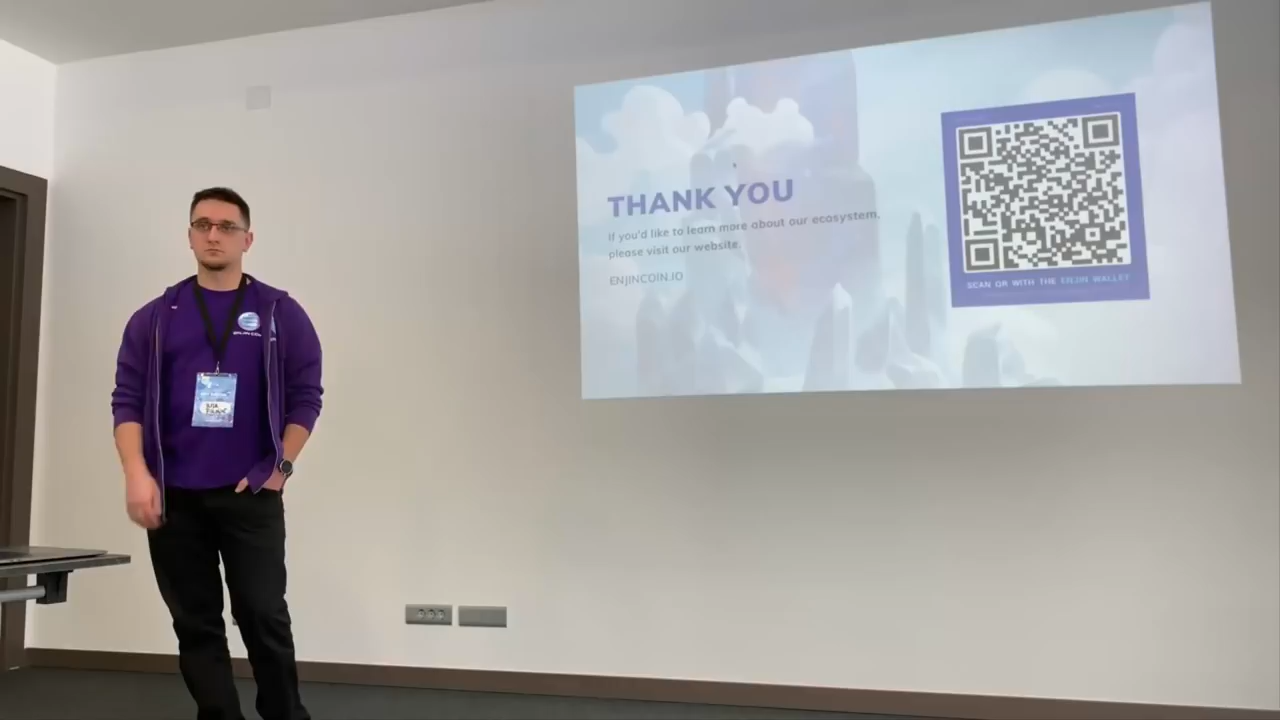 THANK YOU
If you'd like to learn more about our ecosystem,
please visit our website.
ENJINCOIN.IO
SCAN QR WITH THE ENJIN WALLET